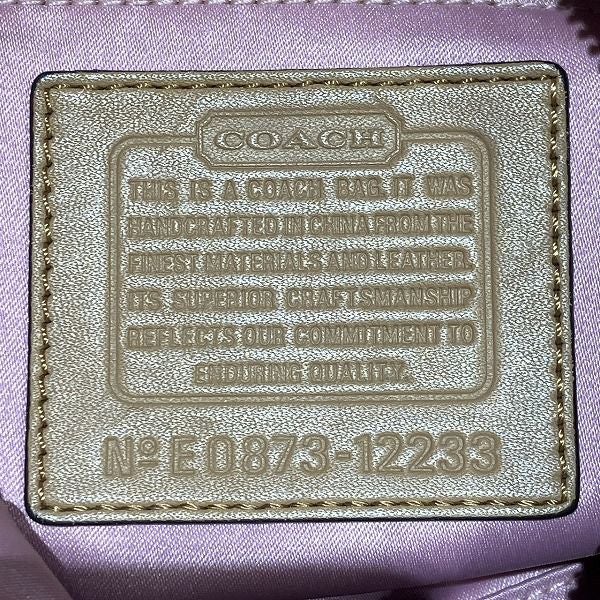 COACH
THIS IS A COACH BAG. IT WAS
HANDCRAFTED IN CHINA FROM THE
FINEST MATERIALS AND LEATHER.
ITS SUPERIOR CRAFTSMANSHIP
REFLECTS OUR COMMITMENT TO
ENDURING QUALITY.
Nº E0873-12233